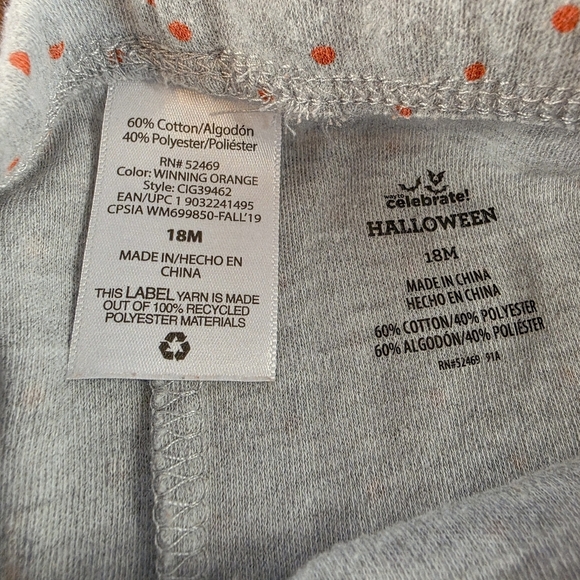 60% Cotton/Algodón
40% Polyester/Poliéster
RN# 52469
Color: WINNING ORANGE
Style: CIG39462
EAN/UPC 1 9032241495
CPSIA WM699850-FALL'19
18M
MADE IN/HECHO EN
CHINA
THIS LABEL YARN IS MADE
OUT OF 100% RECYCLED
POLYESTER MATERIALS
celebrate!
HALLOWEEN
18M
MADE IN CHINA
HECHO EN CHINA
60% COTTON/40% POLYESTER
60% ALGODÓN/40% POLIÉSTER
RN#52469 91A